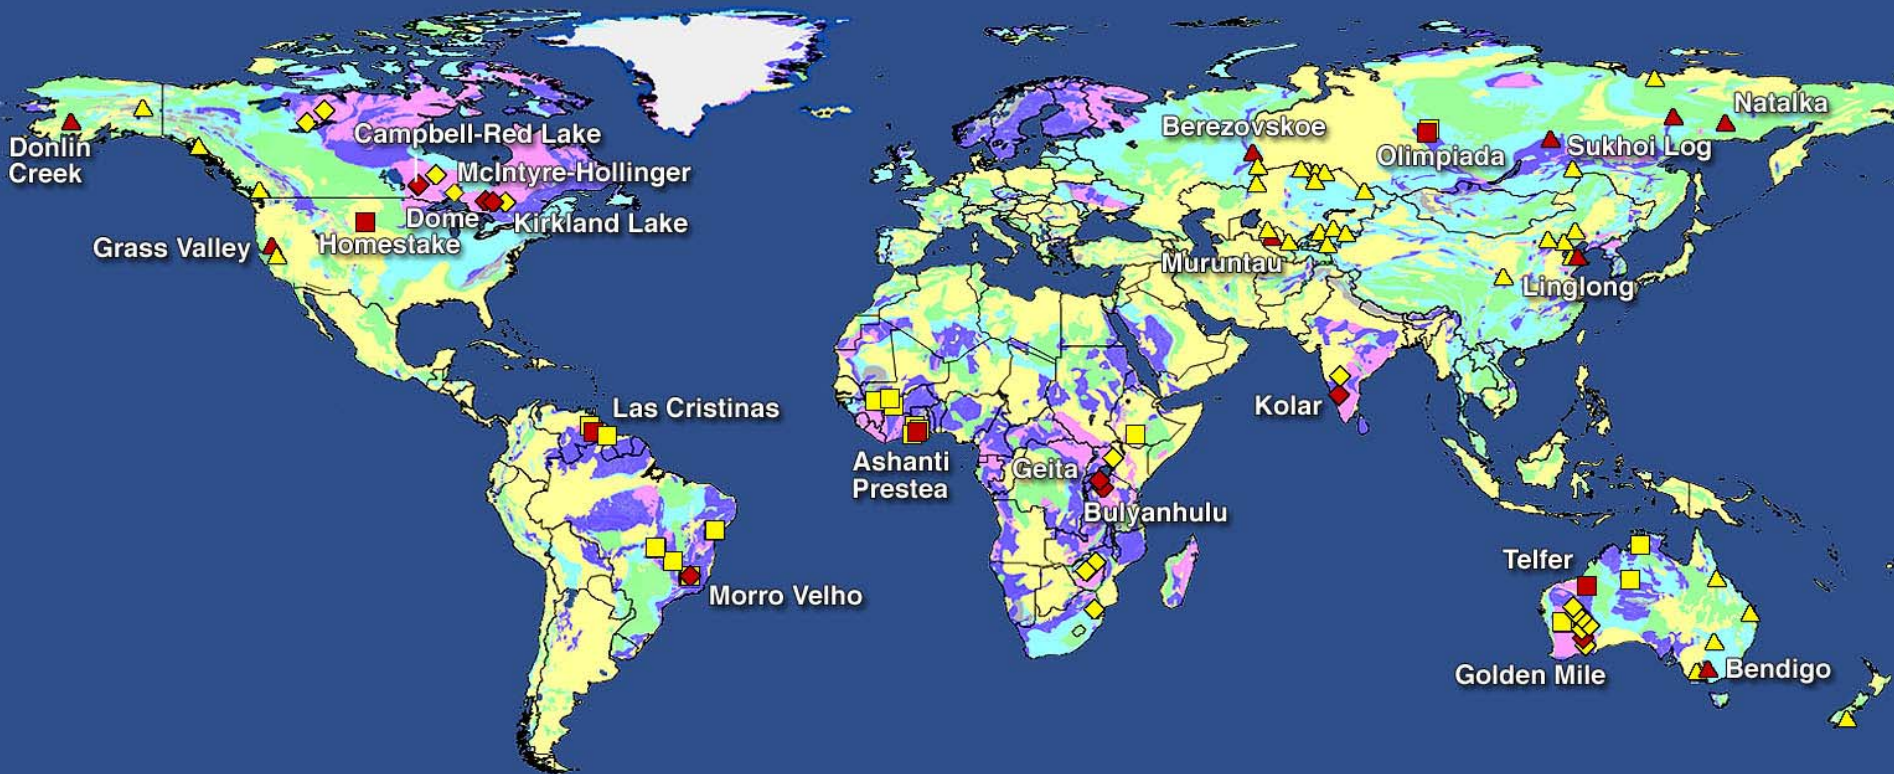 Donlin
Creek
Campbell-Red Lake
McIntyre-Hollinger
Dome
Kirkland Lake
Grass Valley
Homestake
Berezovskoe
Olimpiada
Natalka
Sukhoi Log
Muruntau
Linglong
Las Cristinas
Kolar
Ashanti
Prestea
Geita
Bulyanhulu
Morro Velho
Telfer
Golden Mile
Bendigo